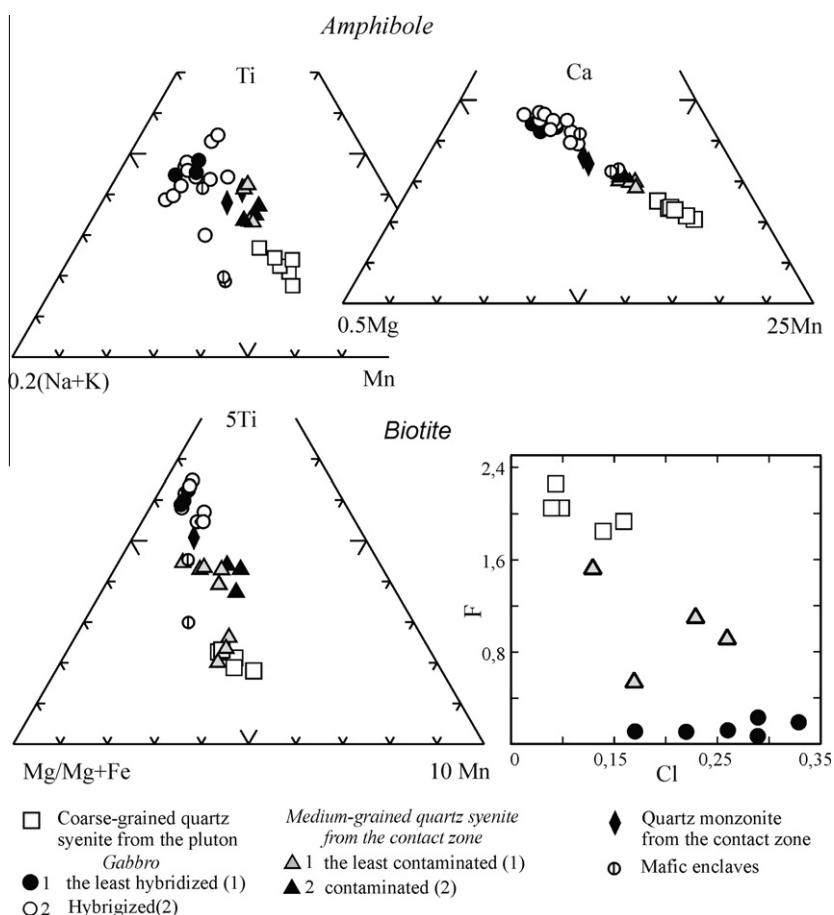 Amphibole
Ti
Ca
0.2(Na+K)
Mn
0.5Mg
25Mn
5Ti
Biotite
Mg/Mg+Fe
10 Mn
F
2,4
1,6
0,8
0
0,15
0,25
0,35
Cl
Coarse-grained quartz
syenite from the pluton
Gabbro
1 the least hybridized (1)
2 Hybrigized(2)
Medium-grained quartz syenite
from the contact zone
1 the least contaminated (1)
2 contaminated (2)
Quartz monzonite
from the contact zone
Mafic enclaves